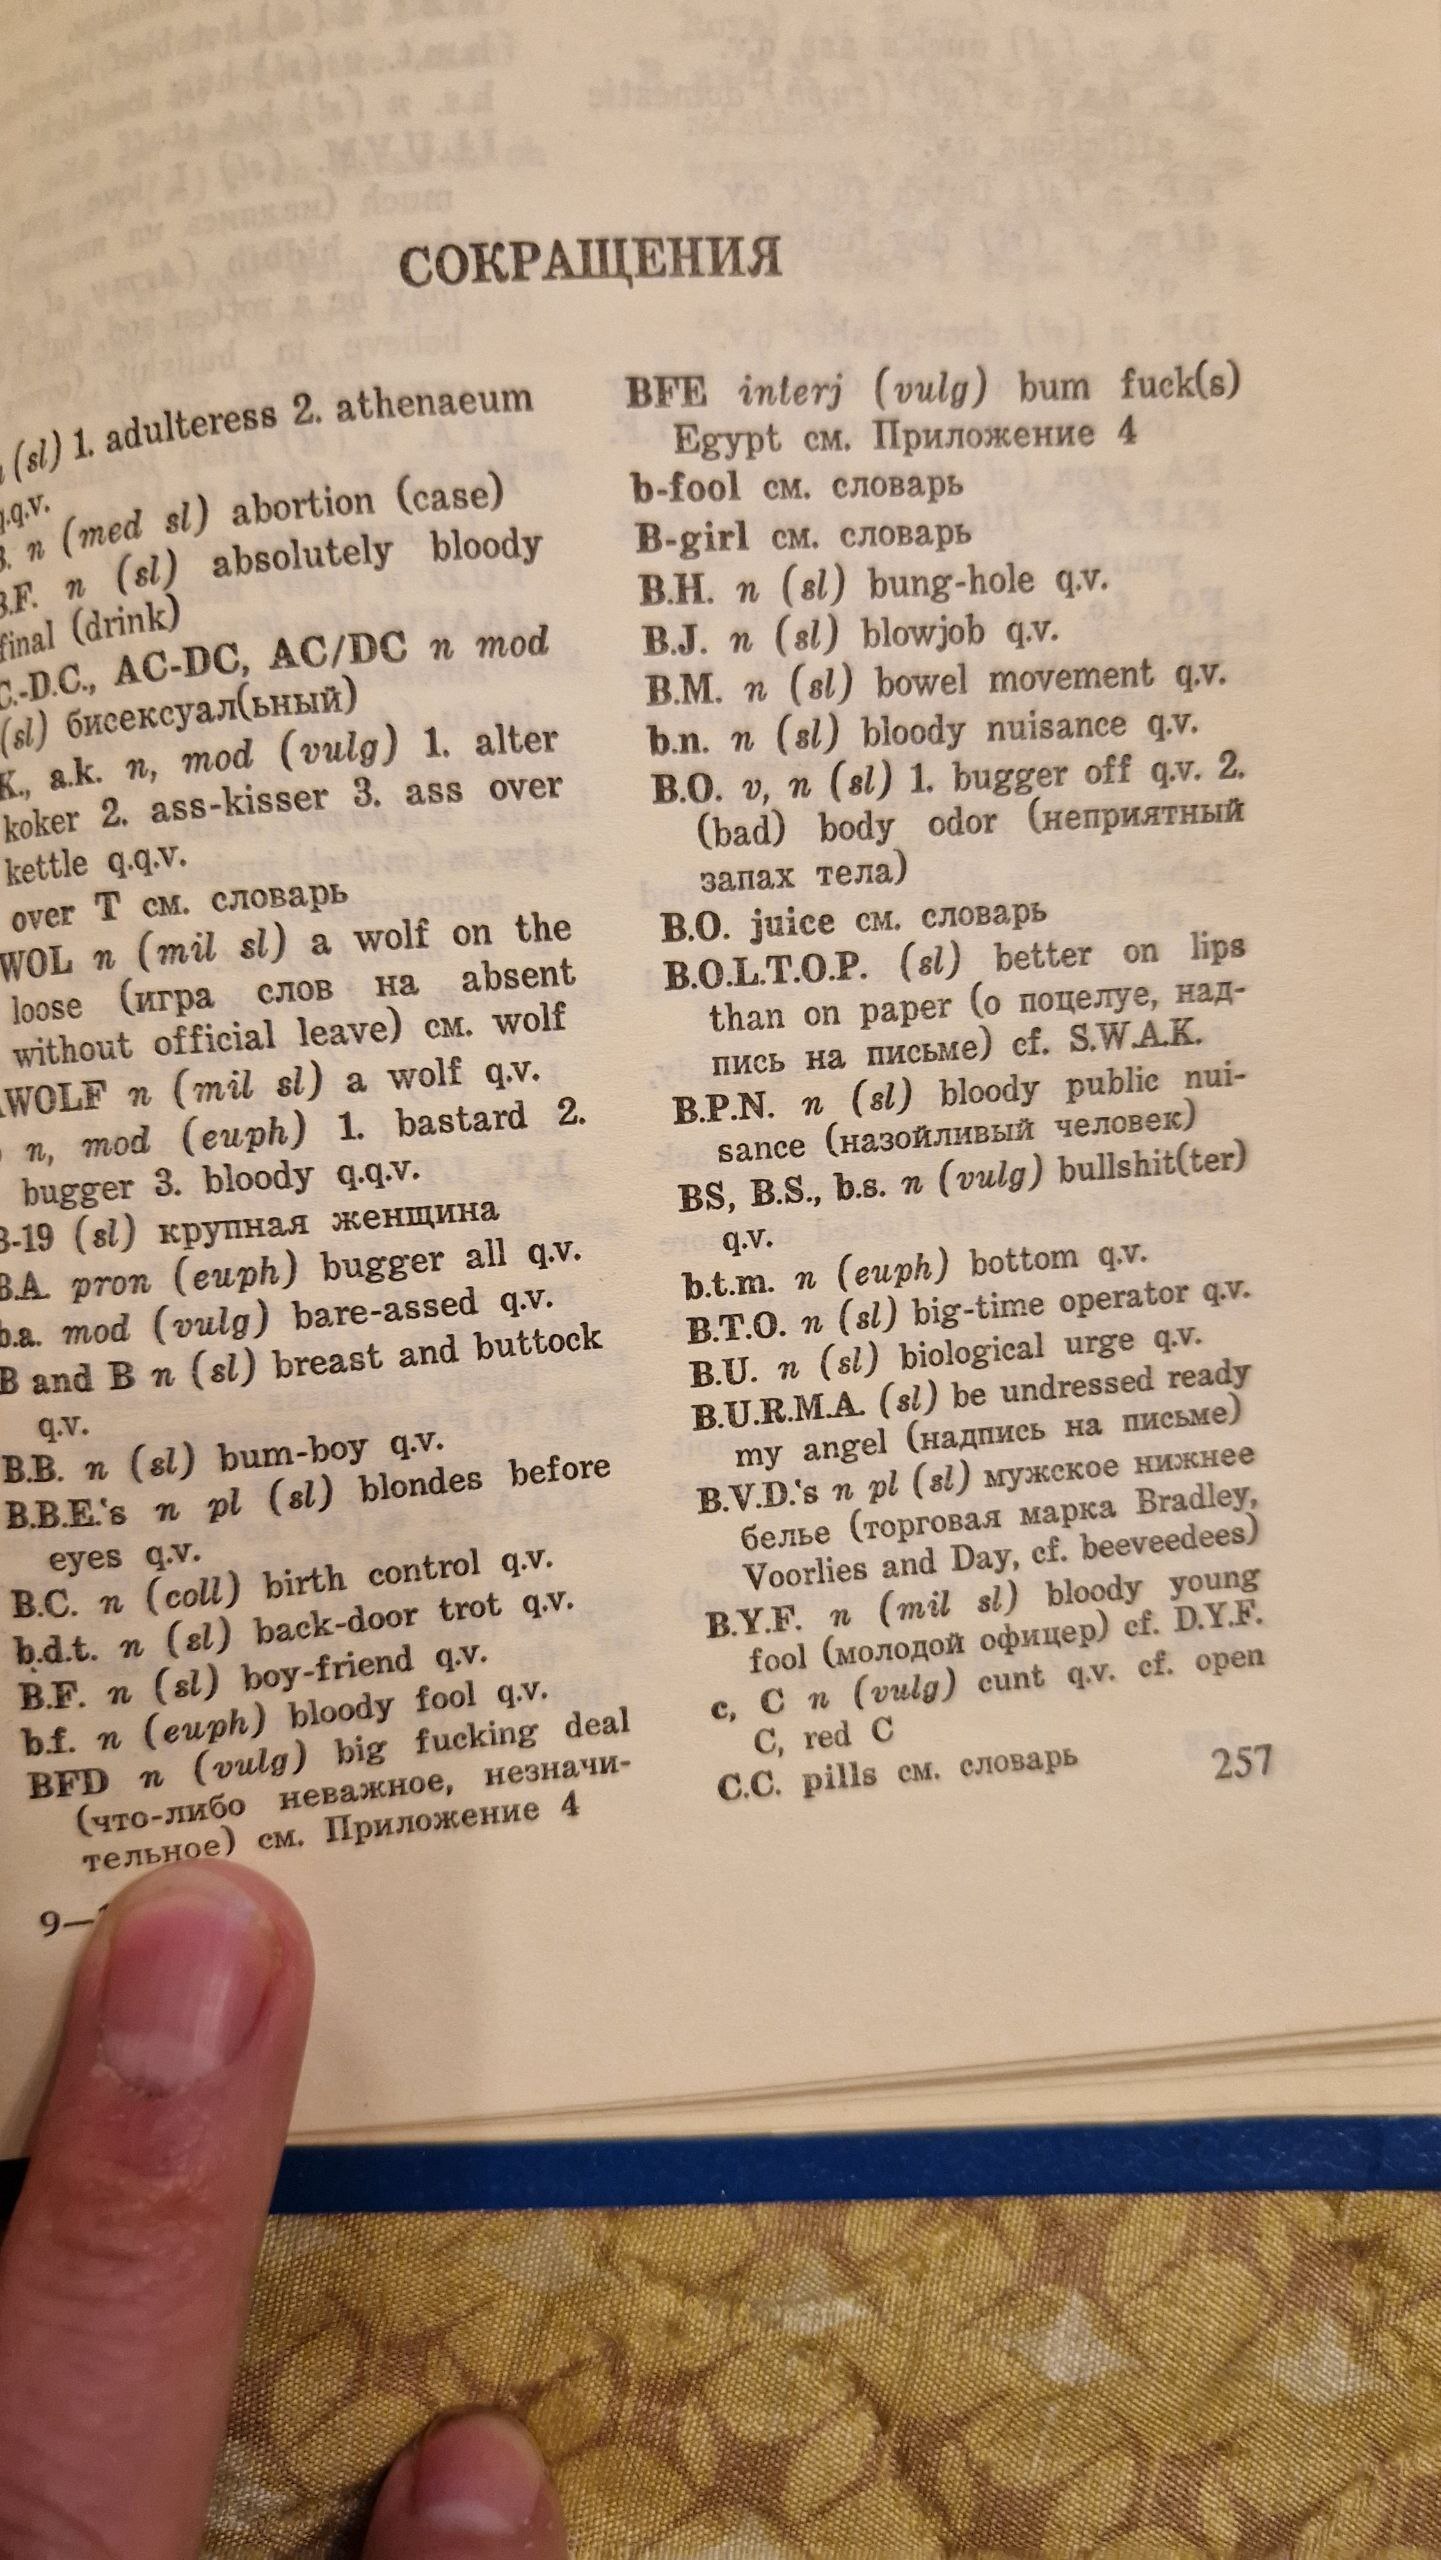 СОКРАЩЕНИЯ
(sl) 1. adulteress 2. athenaeum
q.q.v.
n (med sl) abortion (case)
B.F. n (sl) absolutely bloody
final (drink)
C.-D.C., AC-DC, AC/DC n mod
(sl) бисексуал(ьный)
K., a.k. n, mod (vulg) 1. alter
koker 2. ass-kisser 3. ass over
kettle q.q.v.
over T см. словарь
WOL n (mil sl) a wolf on the
loose (игра слов на absent
without official leave) см. wolf
WOLF n (mil sl) a wolf q.v.
n, mod (euph) 1. bastard 2.
bugger 3. bloody q.q.v.
B-19 (sl) крупная женщина
B.A. pron (euph) bugger all q.v.
b.a. mod (vulg) bare-assed q.v.
B and B n (sl) breast and buttock
q.v.
B.B. n (sl) bum-boy q.v.
B.B.E.'s n pl (sl) blondes before
eyes q.v.
B.C. n (coll) birth control q.v.
b.d.t. n (sl) back-door trot q.v.
B.F. n (sl) boy-friend q.v.
b.f. n (euph) bloody fool q.v.
BFD n (vulg) big fucking deal
(что-либо неважное, незначи-
тельное) см. Приложение 4
9—
BFE interj (vulg) bum fuck(s)
Egypt см. Приложение 4
b-fool см. словарь
B-girl см. словарь
B.H. n (sl) bung-hole q.v.
B.J. n (sl) blowjob q.v.
B.M. n (sl) bowel movement q.v.
b.n. n (sl) bloody nuisance q.v.
B.O. v, n (sl) 1. bugger off q.v. 2.
(bad) body odor (неприятный
запах тела)
B.O. juice см. словарь
B.O.L.T.O.P. (sl) better on lips
than on paper (о поцелуе, над-
пись на письме) cf. S.W.A.K.
B.P.N. n (sl) bloody public nui-
sance (назойливый человек)
BS, B.S., b.s. n (vulg) bullshit(ter)
q.v.
b.t.m. n (euph) bottom q.v.
B.T.O. n (sl) big-time operator q.v.
B.U. n (sl) biological urge q.v.
B.U.R.M.A. (sl) be undressed ready
my angel (надпись на письме)
B.V.D.'s n pl (sl) мужское нижнее
белье (торговая марка Bradley,
Voorlies and Day, cf. beeveedees)
B.Y.F. n (mil sl) bloody young
fool (молодой офицер) cf. D.Y.F.
c, C n (vulg) cunt q.v. cf. open
C, red C
C.C. pills см. словарь
257